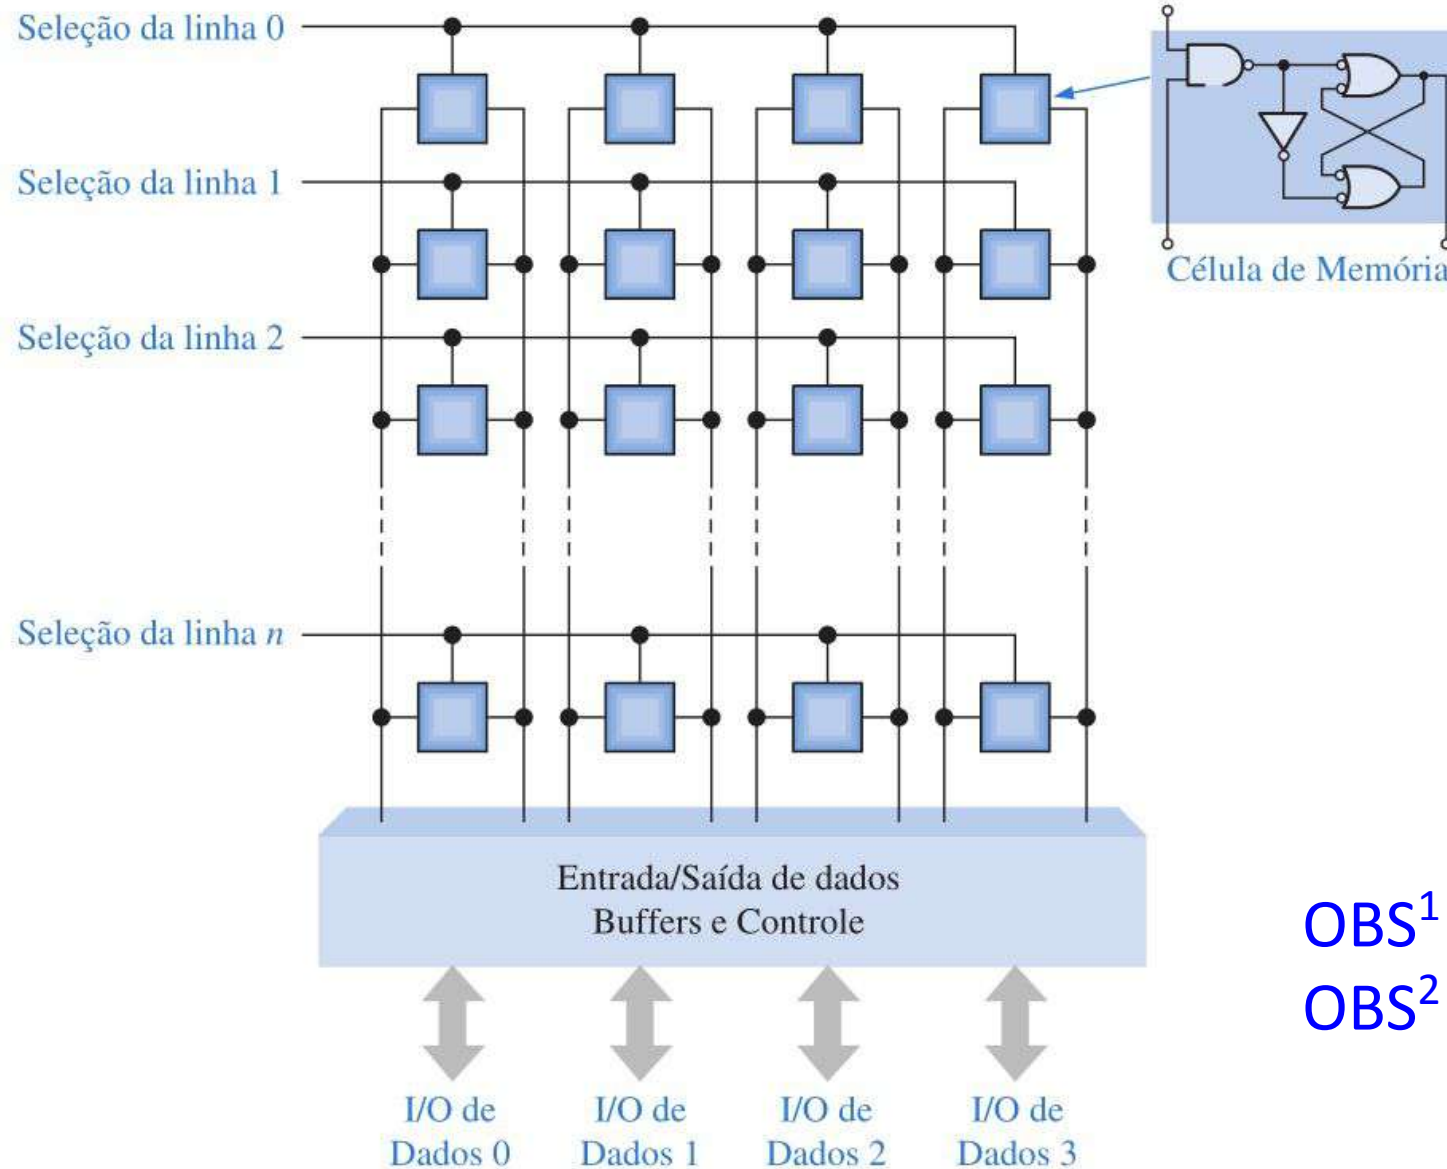 Seleção da linha 0
Célula de Memória
Seleção da linha 1
Seleção da linha 2
Seleção da linha n
Entrada/Saída de dados
Buffers e Controle
OBS¹
OBS²
I/O de
Dados 0
I/O de
Dados 1
I/O de
Dados 2
I/O de
Dados 3